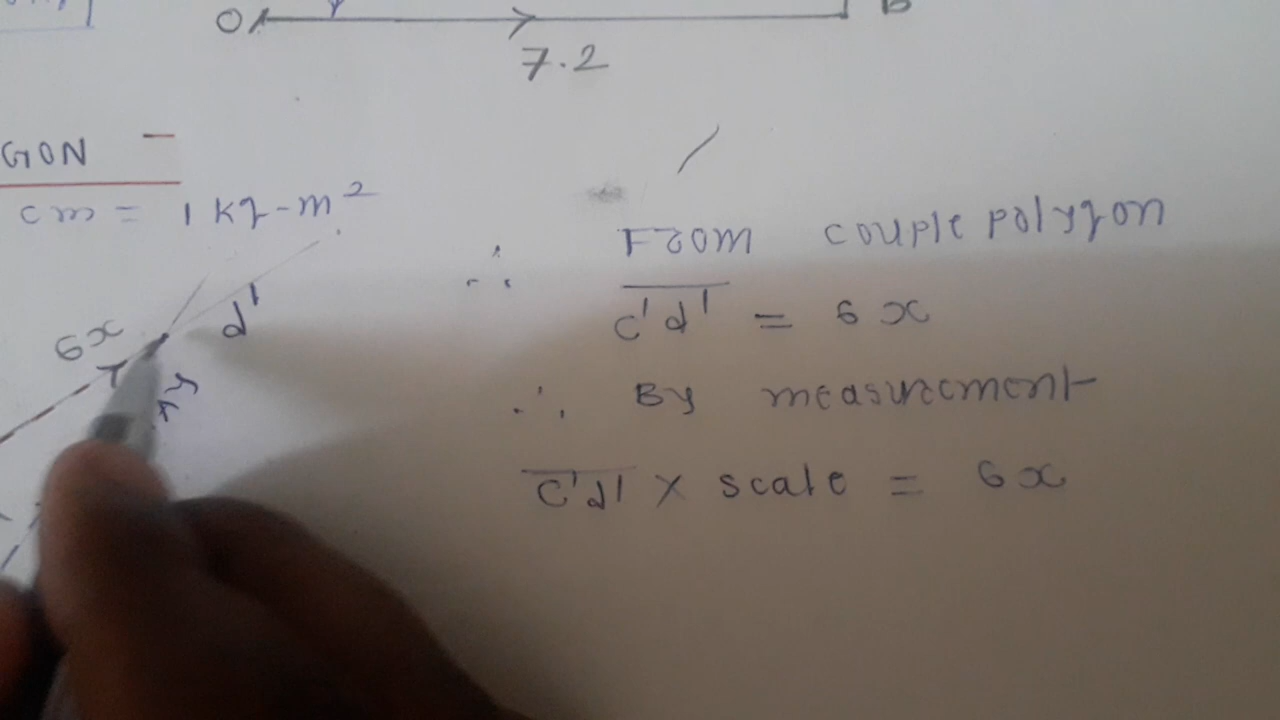 O
B
7.2
GON
cm = 1 kg-m²
∴ From couple polygon
6x
d'
c'd' = 6x
∴ By measurement
c'd' × scale = 6x